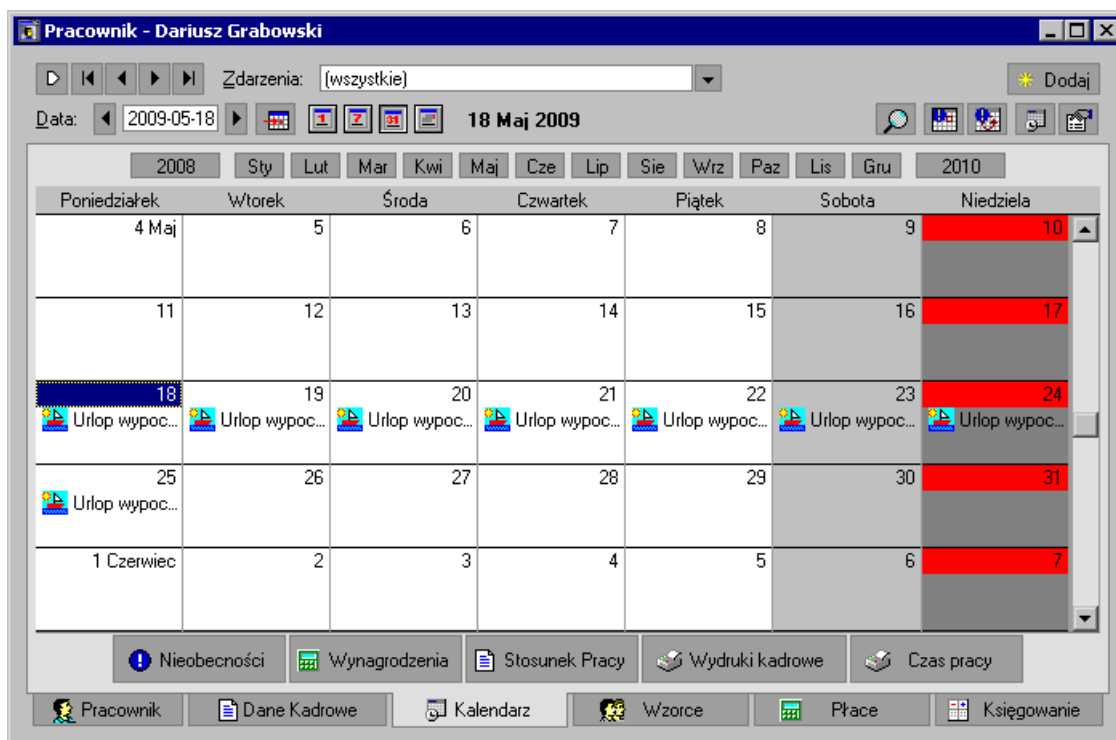 Pracownik - Dariusz Grabowski
Zdarzenia: (wszystkie) Dodaj
Data: 2009-05-18 1 7 31 18 Maj 2009
2008 Sty Lut Mar Kwi Maj Cze Lip Sie Wrz Paz Lis Gru 2010
Poniedziałek Wtorek Środa Czwartek Piątek Sobota Niedziela
4 Maj 5 6 7 8 9 10
11 12 13 14 15 16 17
18 19 20 21 22 23 24
Urlop wypoc... Urlop wypoc... Urlop wypoc... Urlop wypoc... Urlop wypoc... Urlop wypoc... Urlop wypoc...
25 26 27 28 29 30 31
Urlop wypoc...
1 Czerwiec 2 3 4 5 6 7
Nieobecności Wynagrodzenia Stosunek Pracy Wydruki kadrowe Czas pracy
Pracownik Dane Kadrowe Kalendarz Wzorce Płace Księgowanie